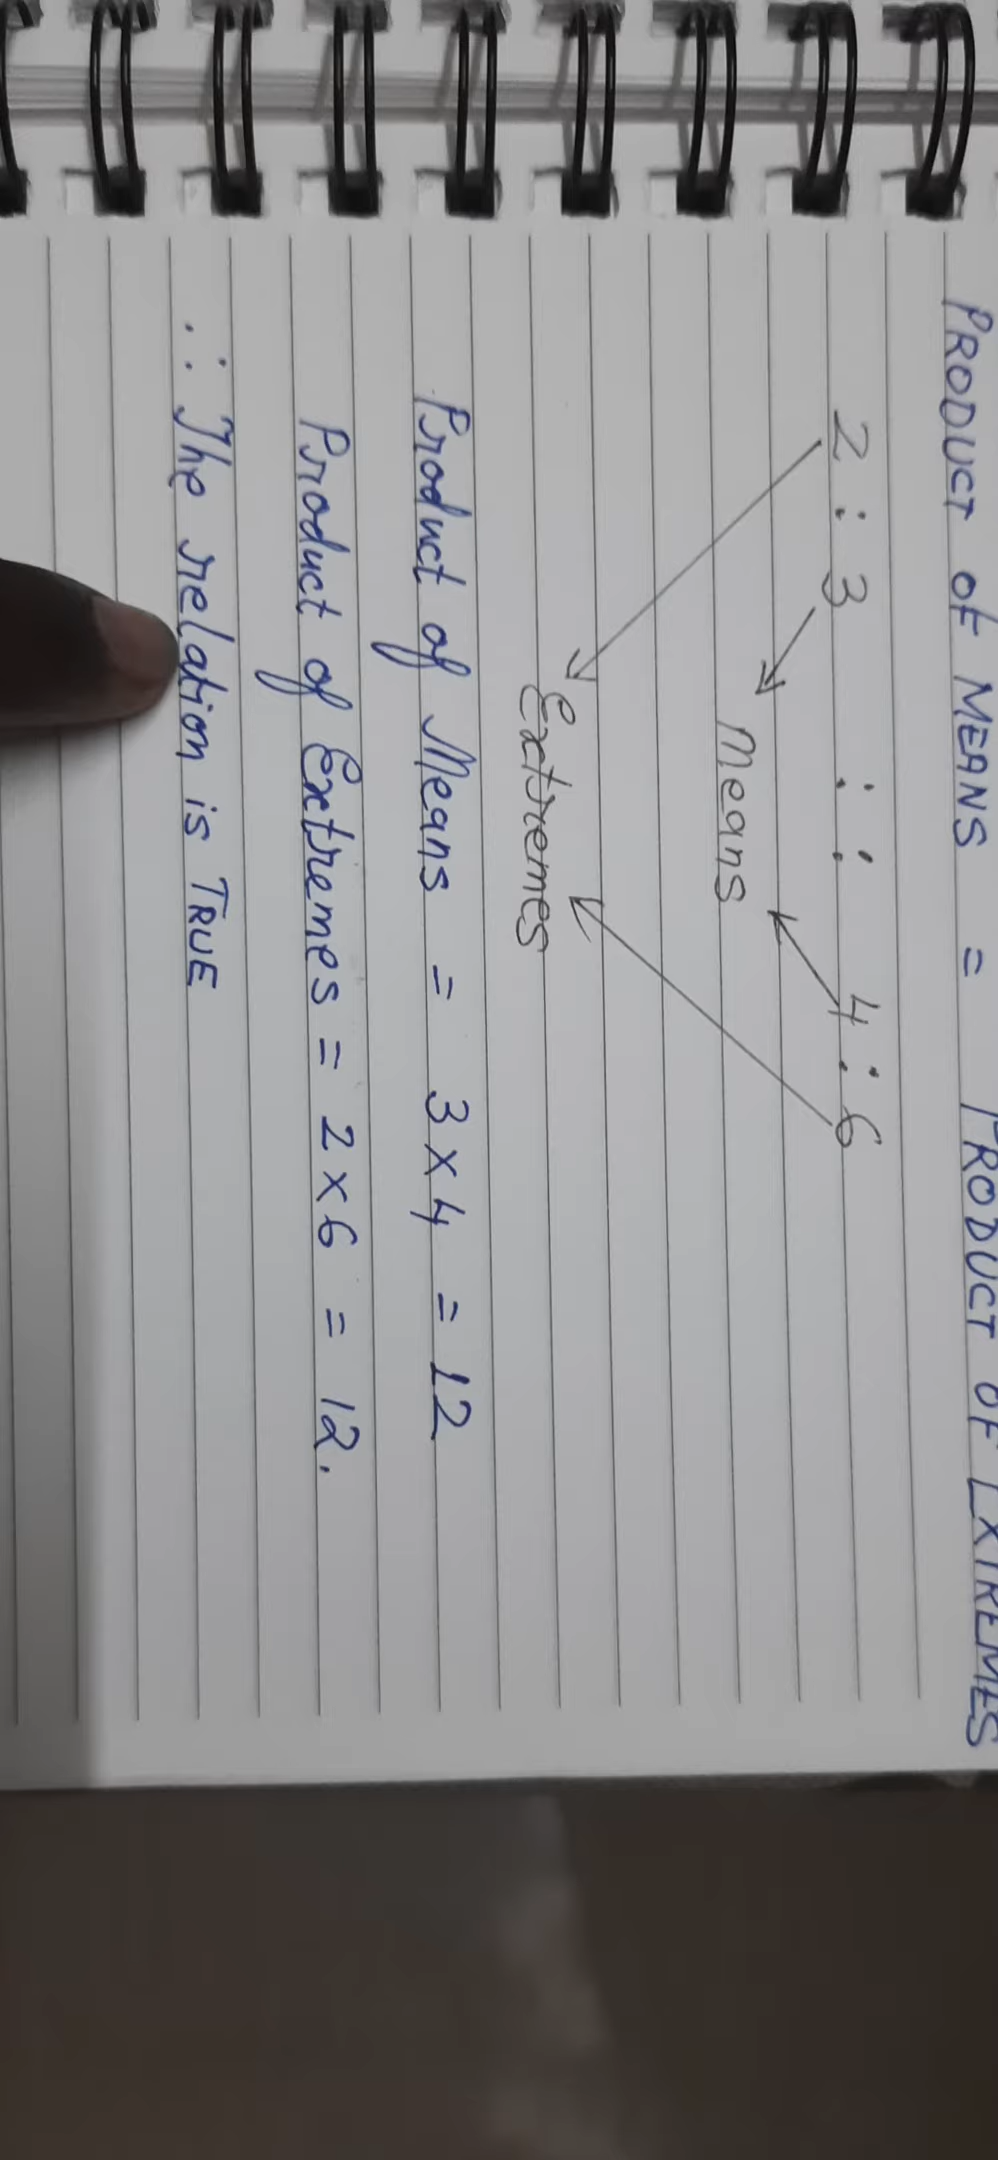 PRODUCT of MEANS = PRODUCT OF EXTREMES
2 : 3 : : 4 : 6
Means
Extremes
Product of Means = 3 × 4 = 12
Product of Extremes = 2 × 6 = 12.
∴ The relation is TRUE